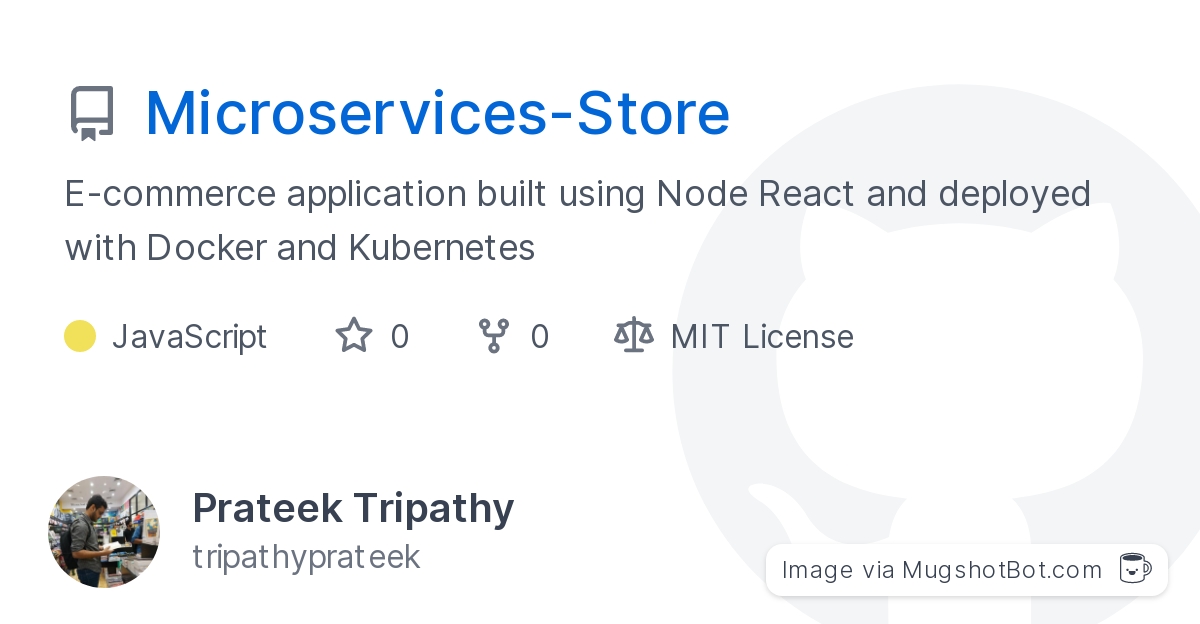 Microservices-Store
E-commerce application built using Node React and deployed
with Docker and Kubernetes
JavaScript 0 0 MIT License
Prateek Tripathy
tripathyprateek
Image via MugshotBot.com